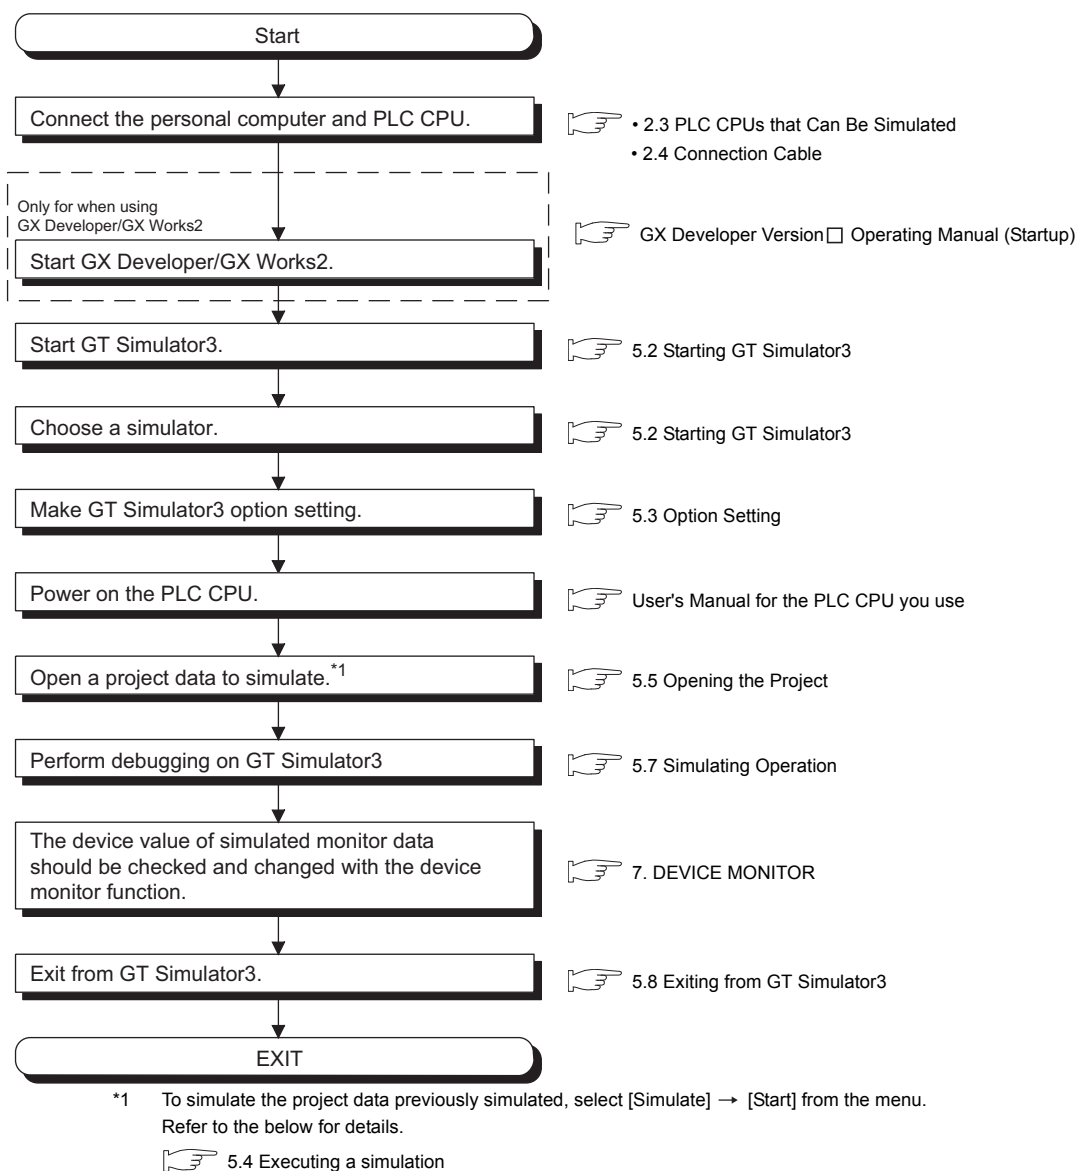 Start
Connect the personal computer and PLC CPU.
• 2.3 PLC CPUs that Can Be Simulated
• 2.4 Connection Cable
Only for when using
GX Developer/GX Works2
Start GX Developer/GX Works2.
GX Developer Version□ Operating Manual (Startup)
Start GT Simulator3.
5.2 Starting GT Simulator3
Choose a simulator.
5.2 Starting GT Simulator3
Make GT Simulator3 option setting.
5.3 Option Setting
Power on the PLC CPU.
User's Manual for the PLC CPU you use
Open a project data to simulate.*1
5.5 Opening the Project
Perform debugging on GT Simulator3
5.7 Simulating Operation
The device value of simulated monitor data
should be checked and changed with the device
monitor function.
7. DEVICE MONITOR
Exit from GT Simulator3.
5.8 Exiting from GT Simulator3
EXIT
*1 To simulate the project data previously simulated, select [Simulate] → [Start] from the menu.
Refer to the below for details.
5.4 Executing a simulation